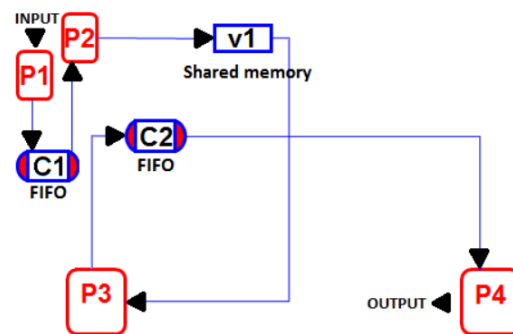 INPUT
P1
P2
v1
Shared memory
C1
FIFO
C2
FIFO
P3
OUTPUT
P4